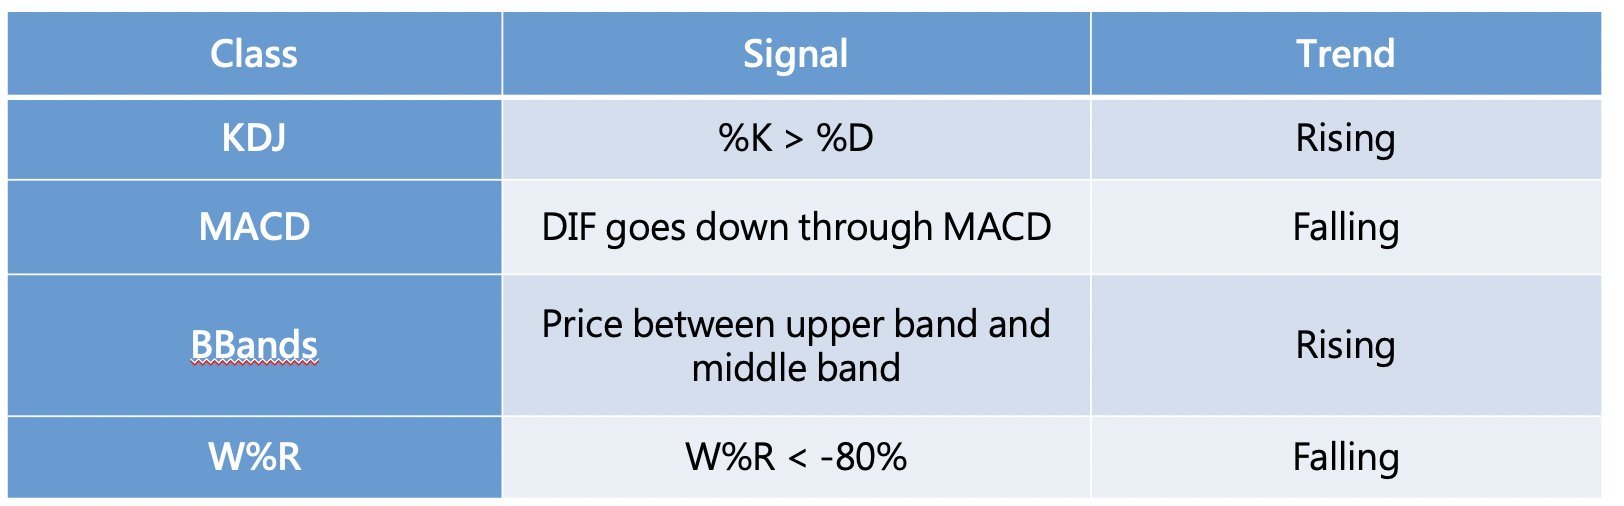 Class Signal Trend
KDJ %K > %D Rising
MACD DIF goes down through MACD Falling
BBands Price between upper band and
middle band Rising
W%R W%R < -80% Falling